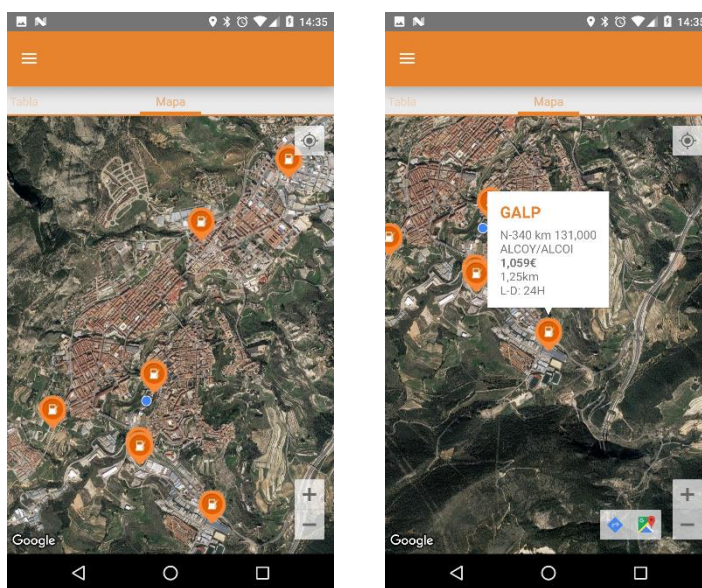 14:35
Tabla
Mapa
+
−
Google
14:35
Tabla
Mapa
GALP
N-340 km 131,000
ALCOY/ALCOI
1,059€
1,25km
L-D: 24H
+
−
Google